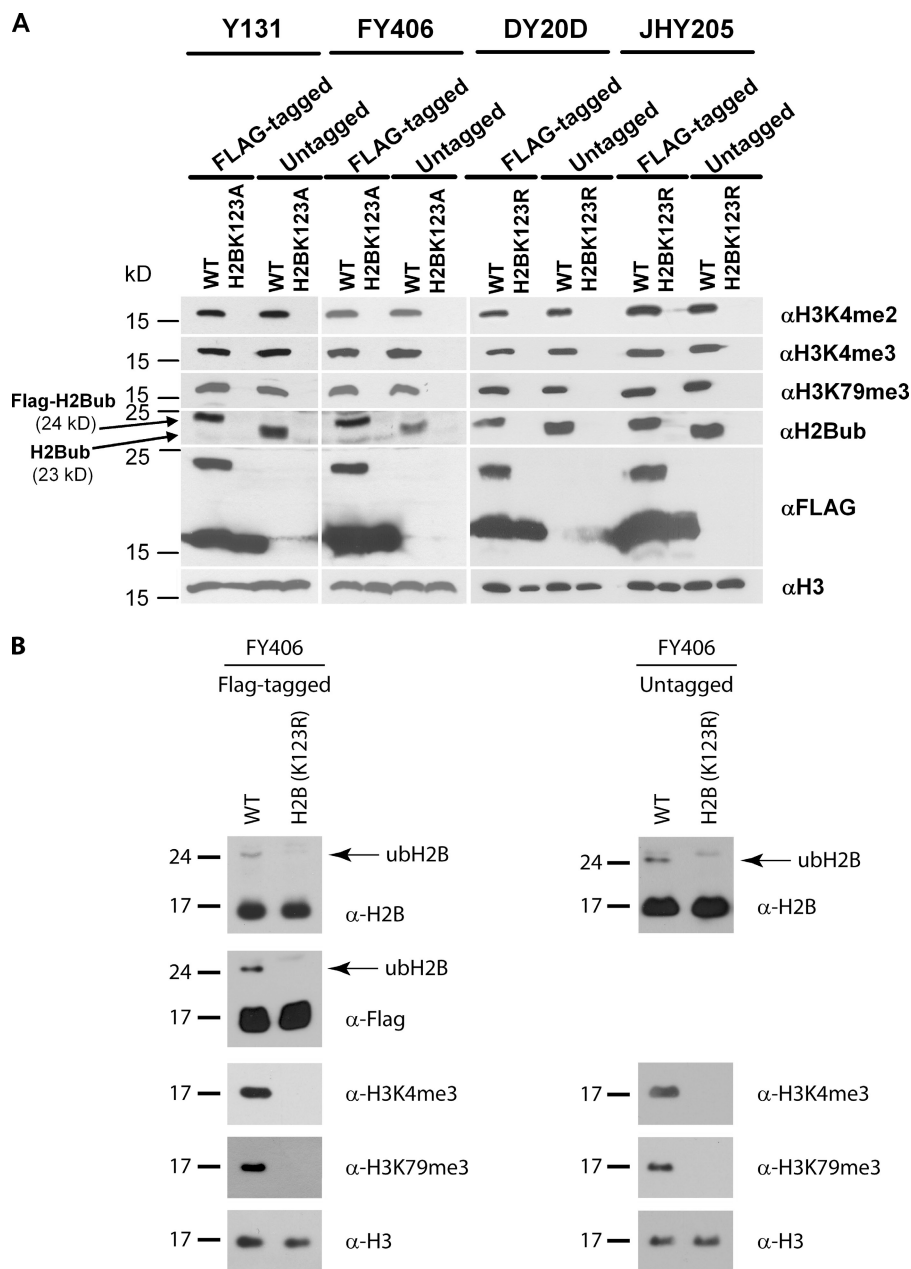 A
Y131 FY406 DY20D JHY205
FLAG-tagged Untagged FLAG-tagged Untagged FLAG-tagged Untagged FLAG-tagged Untagged
WT H2BK123A WT H2BK123A WT H2BK123A WT H2BK123A WT H2BK123R WT H2BK123R WT H2BK123R WT H2BK123R
kD
15 αH3K4me2
15 αH3K4me3
15 αH3K79me3
Flag-H2Bub
(24 kD)
25
αH2Bub
H2Bub
(23 kD)
25
αFLAG
15
15 αH3
B
FY406 FY406
Flag-tagged Untagged
WT H2B (K123R) WT H2B (K123R)
24 ubH2B 24 ubH2B
17 α-H2B 17 α-H2B
24 ubH2B
17 α-Flag
17 α-H3K4me3 17 α-H3K4me3
17 α-H3K79me3 17 α-H3K79me3
17 α-H3 17 α-H3